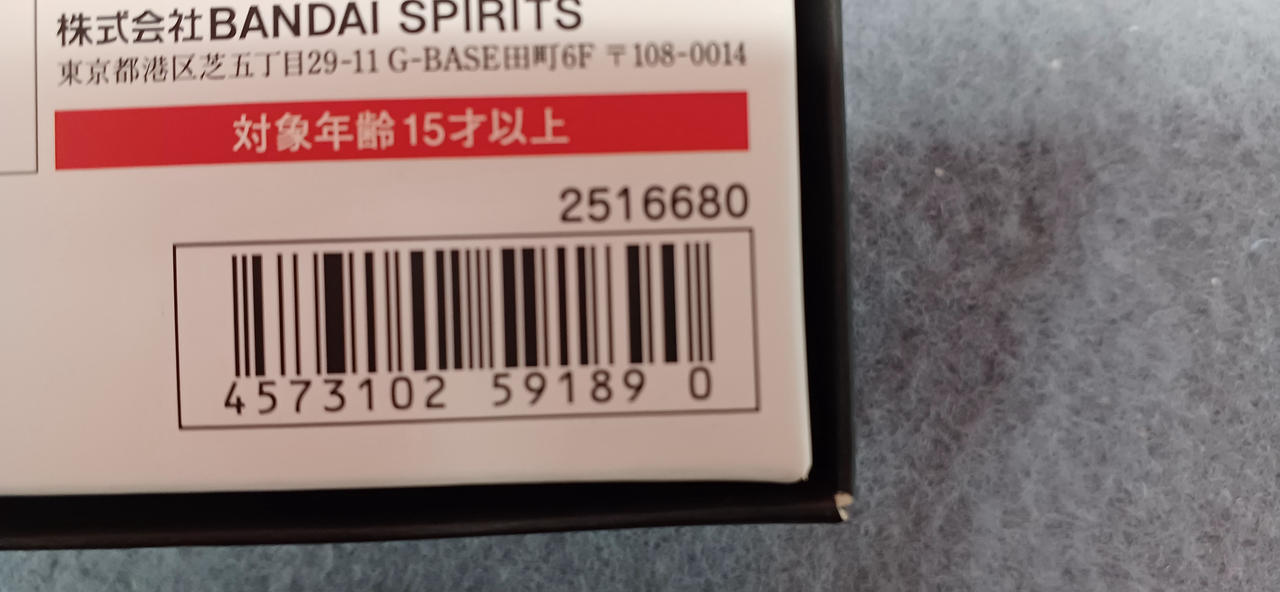 株式会社BANDAI SPIRITS
東京都港区芝五丁目29-11 G-BASE田町6F 〒108-0014
対象年齢15才以上
2516680
4573102 59189 0